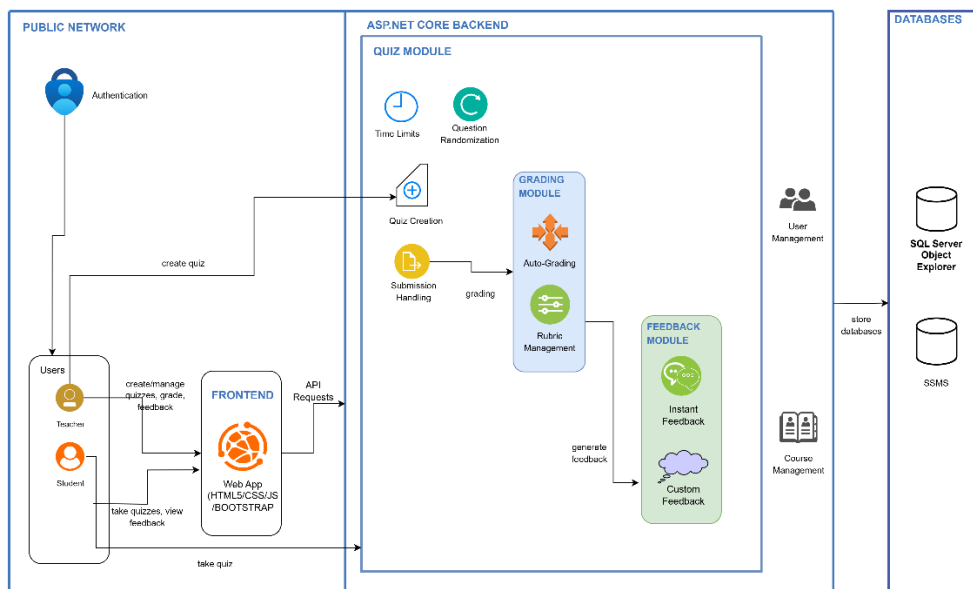 PUBLIC NETWORK
Authentication
create quiz
Users
Teacher
Student
create/manage
quizzes, grade,
feedback
take quizzes, view
feedback
take quiz
FRONTEND
Web App
(HTML5/CSS/JS
/BOOTSTRAP
API
Requests
ASP.NET CORE BACKEND
QUIZ MODULE
Time Limits
Question
Randomization
Quiz Creation
Submission
Handling
grading
GRADING
MODULE
Auto-Grading
Rubric
Management
generate
feedback
FEEDBACK
MODULE
Instant
Feedback
Custom
Feedback
User
Management
Course
Management
store
databases
DATABASES
SQL Server
Object
Explorer
SSMS